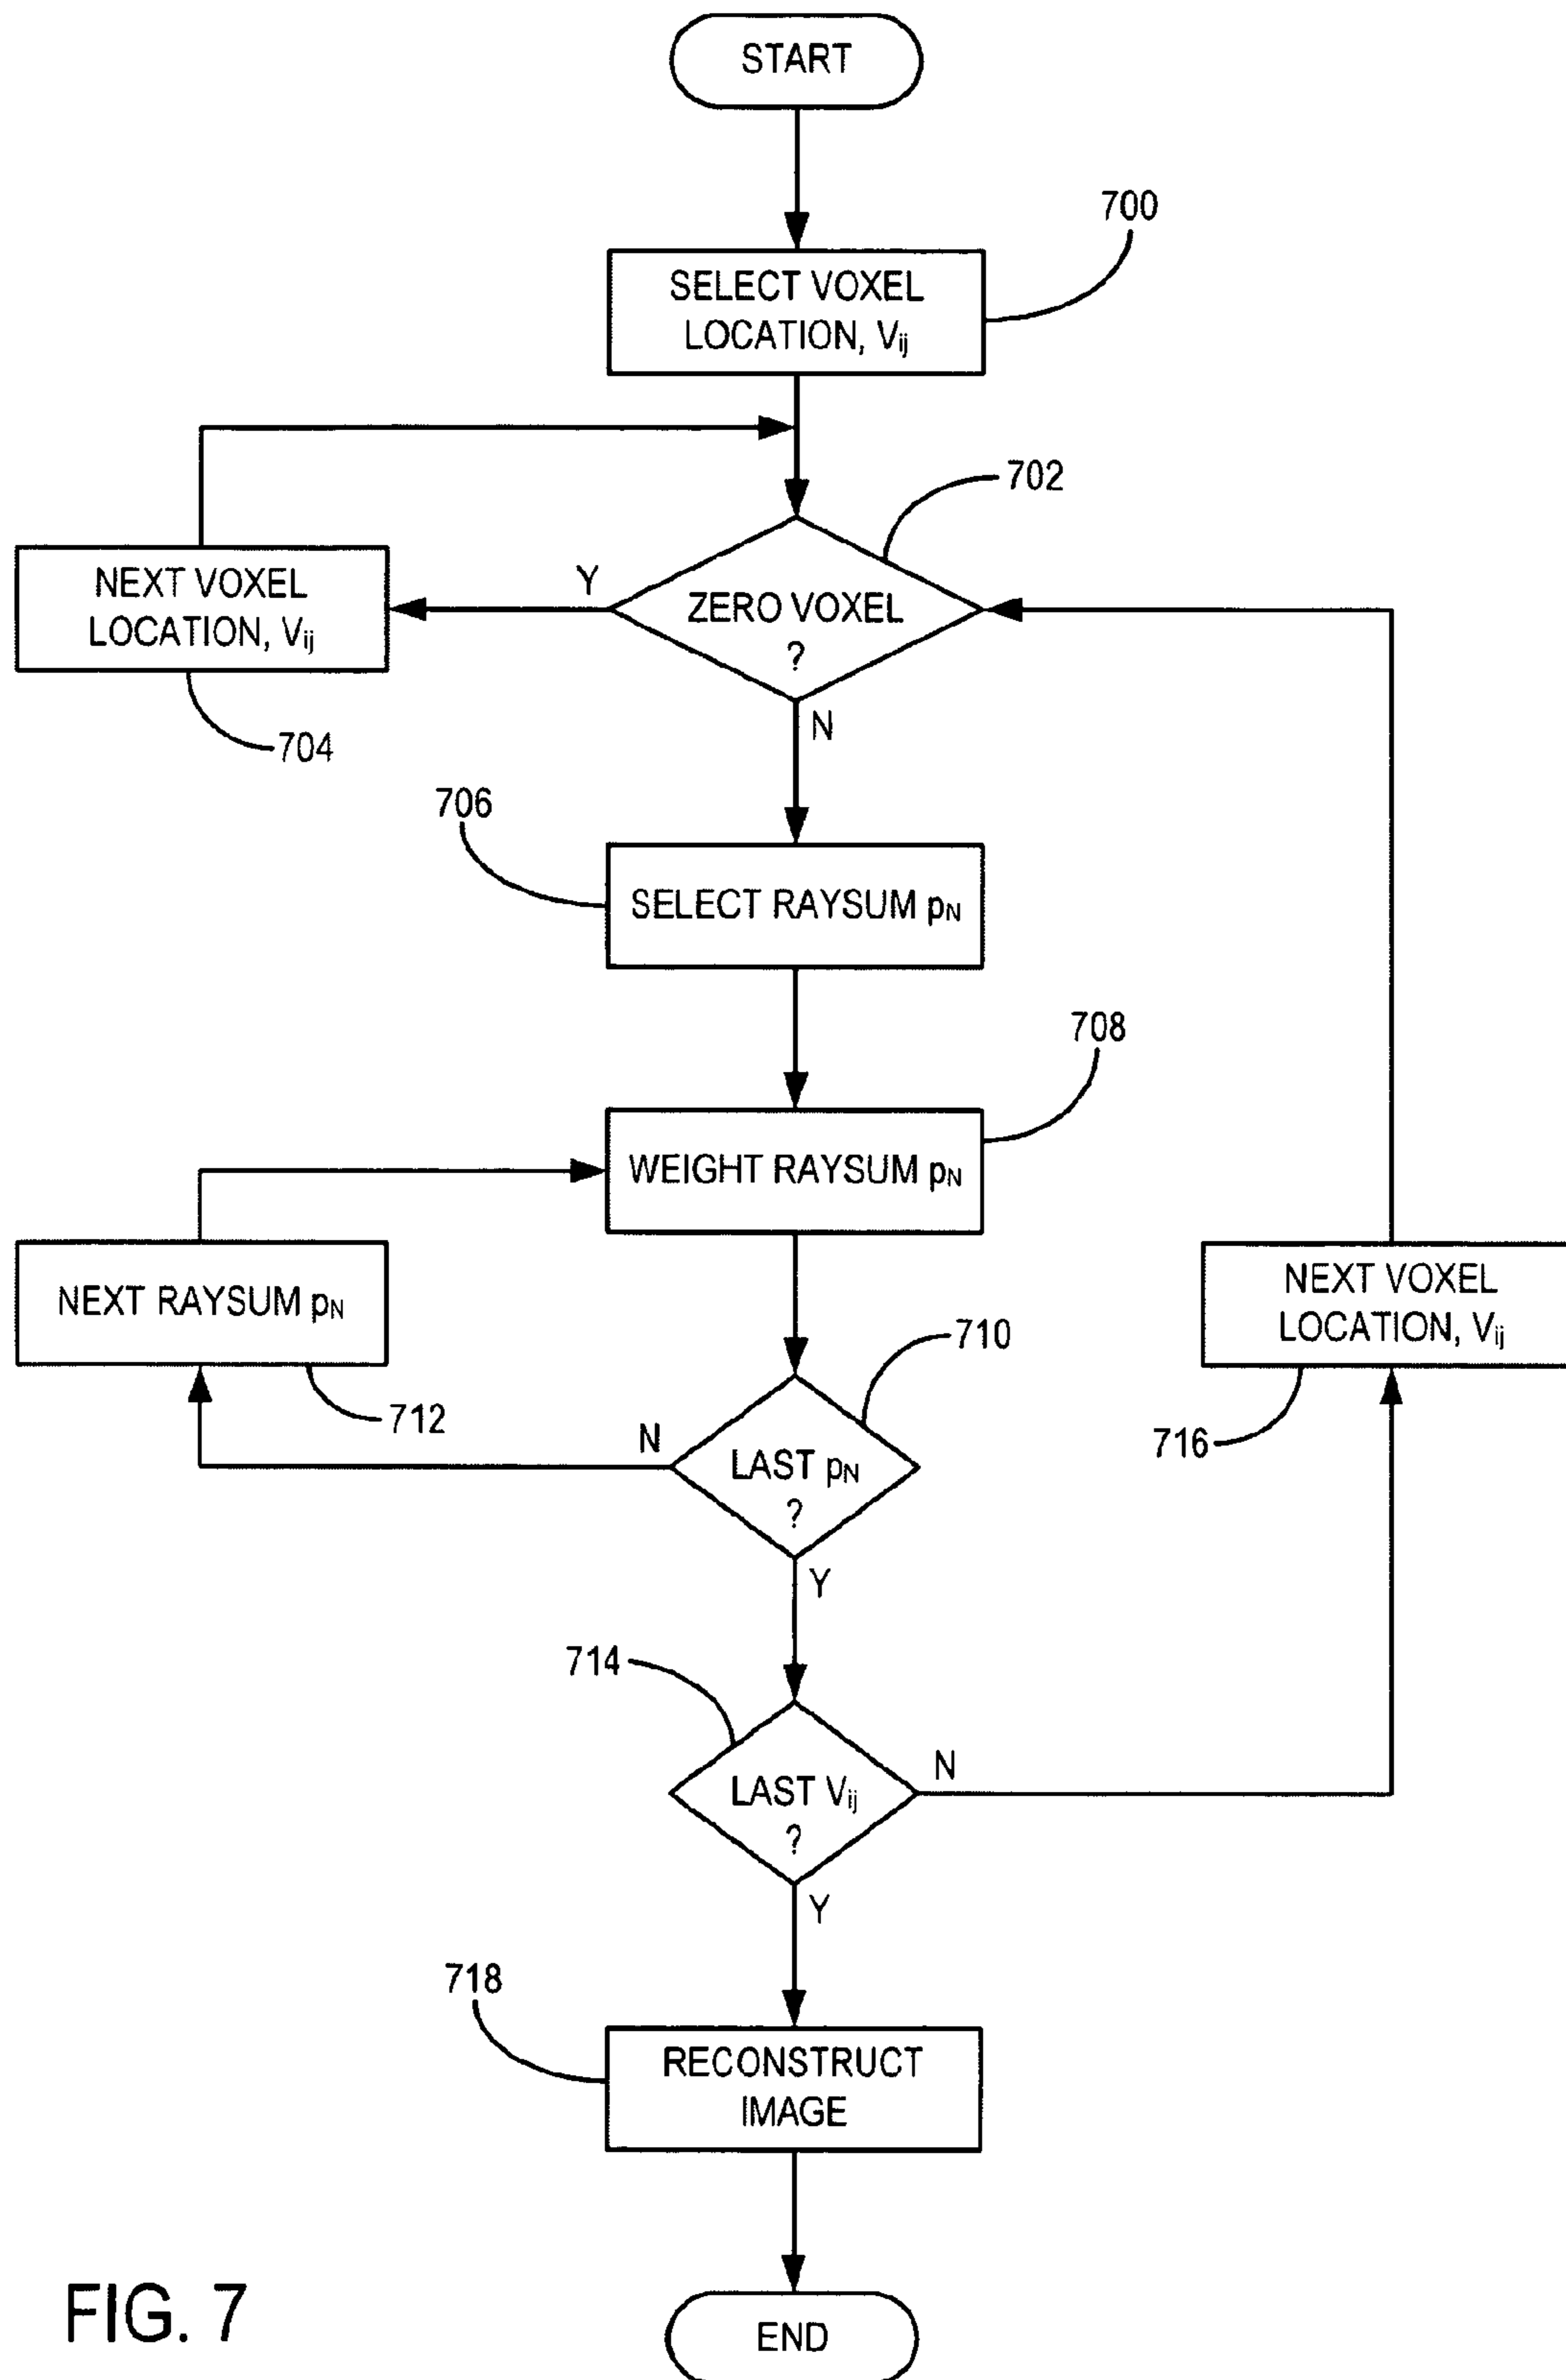 START
700
SELECT VOXEL
LOCATION, Vij
702
NEXT VOXEL
LOCATION, Vij
Y
ZERO VOXEL
?
704
N
706
SELECT RAYSUM pN
708
WEIGHT RAYSUM pN
NEXT RAYSUM pN
NEXT VOXEL
LOCATION, Vij
710
712
N
716
LAST pN
?
Y
714
N
LAST Vij
?
Y
718
RECONSTRUCT
IMAGE
FIG. 7
END